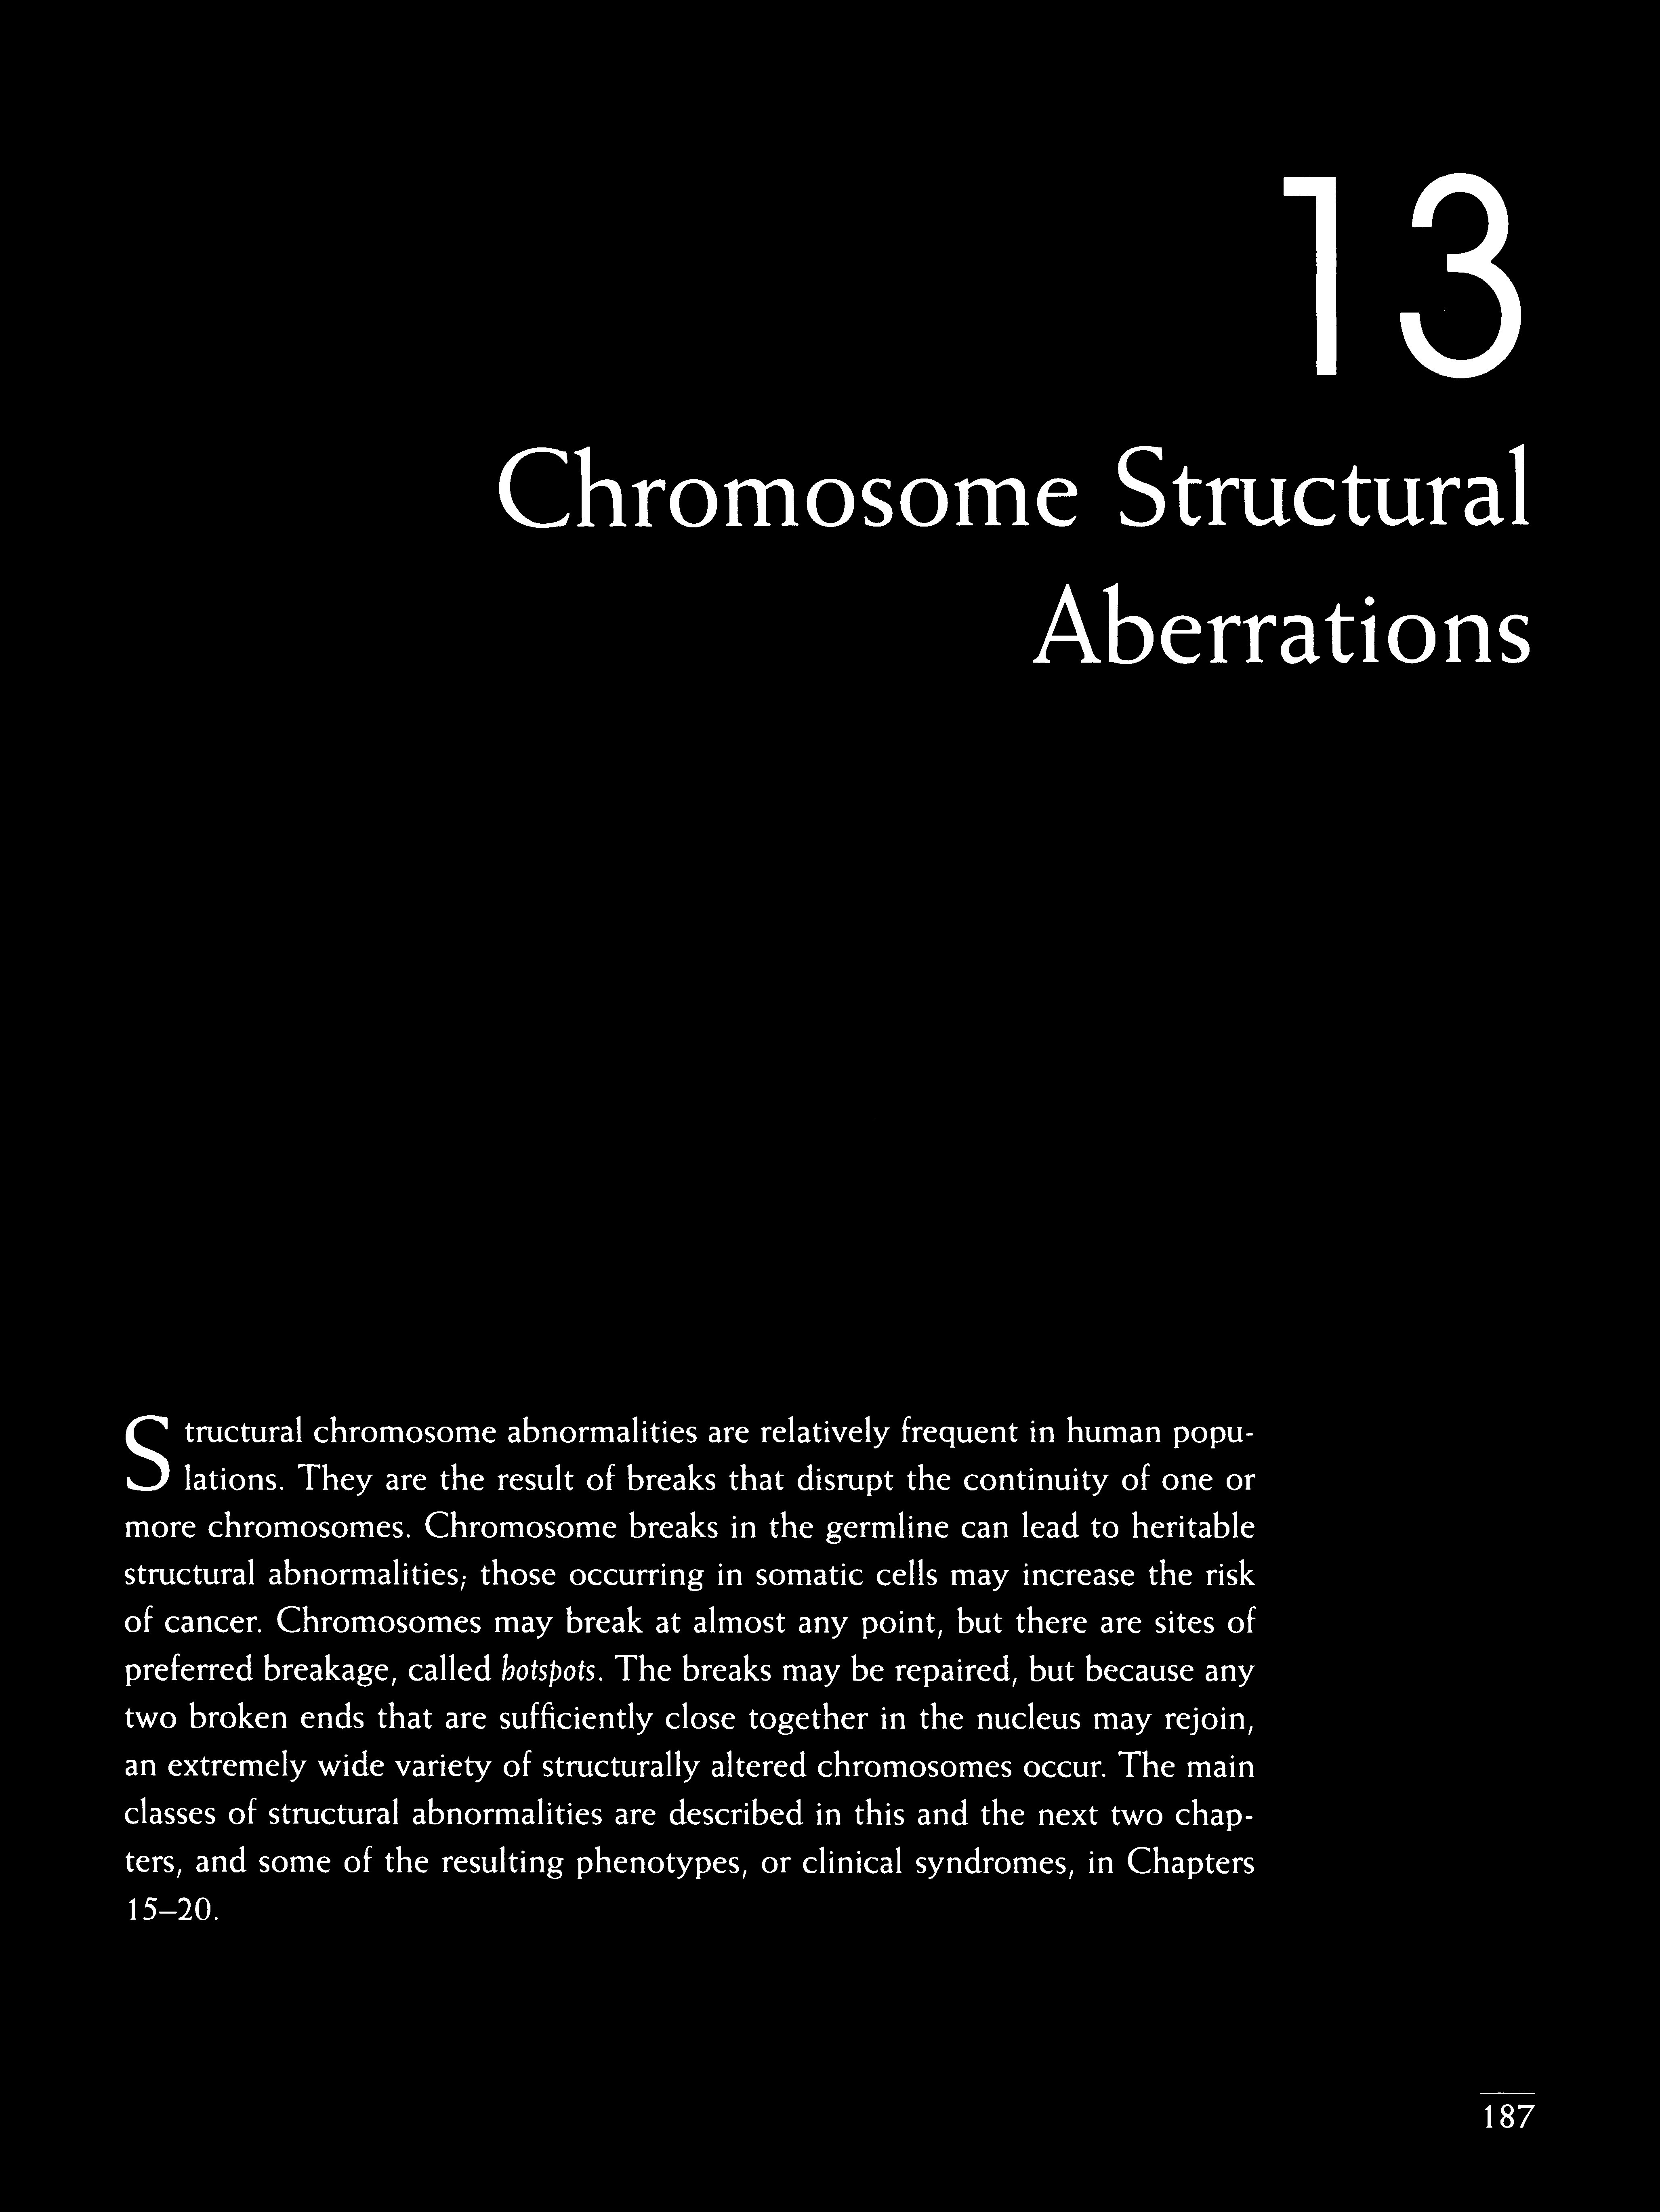 13
Chromosome Structural
Aberrations
Structural chromosome abnormalities are relatively frequent in human popu-
lations. They are the result of breaks that disrupt the continuity of one or
more chromosomes. Chromosome breaks in the germline can lead to heritable
structural abnormalities; those occurring in somatic cells may increase the risk
of cancer. Chromosomes may break at almost any point, but there are sites of
preferred breakage, called hotspots. The breaks may be repaired, but because any
two broken ends that are sufficiently close together in the nucleus may rejoin,
an extremely wide variety of structurally altered chromosomes occur. The main
classes of structural abnormalities are described in this and the next two chap-
ters, and some of the resulting phenotypes, or clinical syndromes, in Chapters
15–20.
187